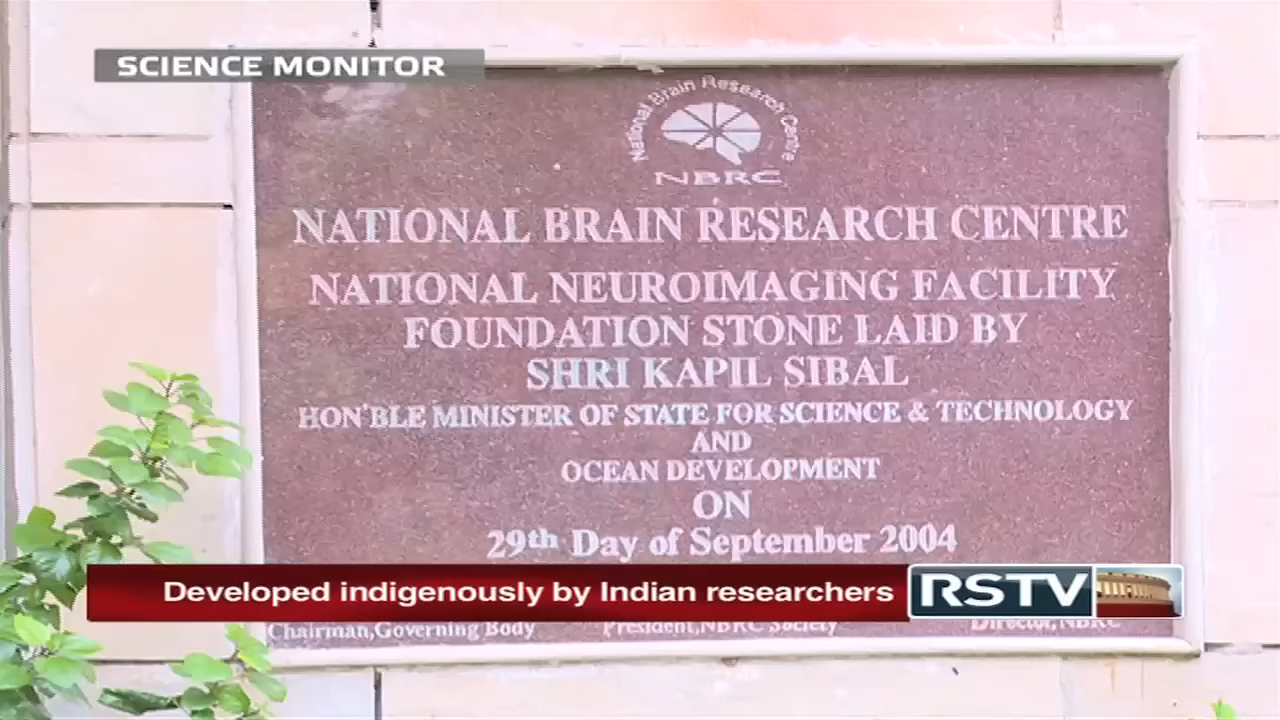 SCIENCE MONITOR
National Brain Research Centre
NBRC
NATIONAL BRAIN RESEARCH CENTRE
NATIONAL NEUROIMAGING FACILITY
FOUNDATION STONE LAID BY
SHRI KAPIL SIBAL
HON'BLE MINISTER OF STATE FOR SCIENCE & TECHNOLOGY
AND
OCEAN DEVELOPMENT
ON
29th Day of September 2004
Developed indigenously by Indian researchers
RSTV
Chairman,Governing Body President,NBRC Society Director,NBRC